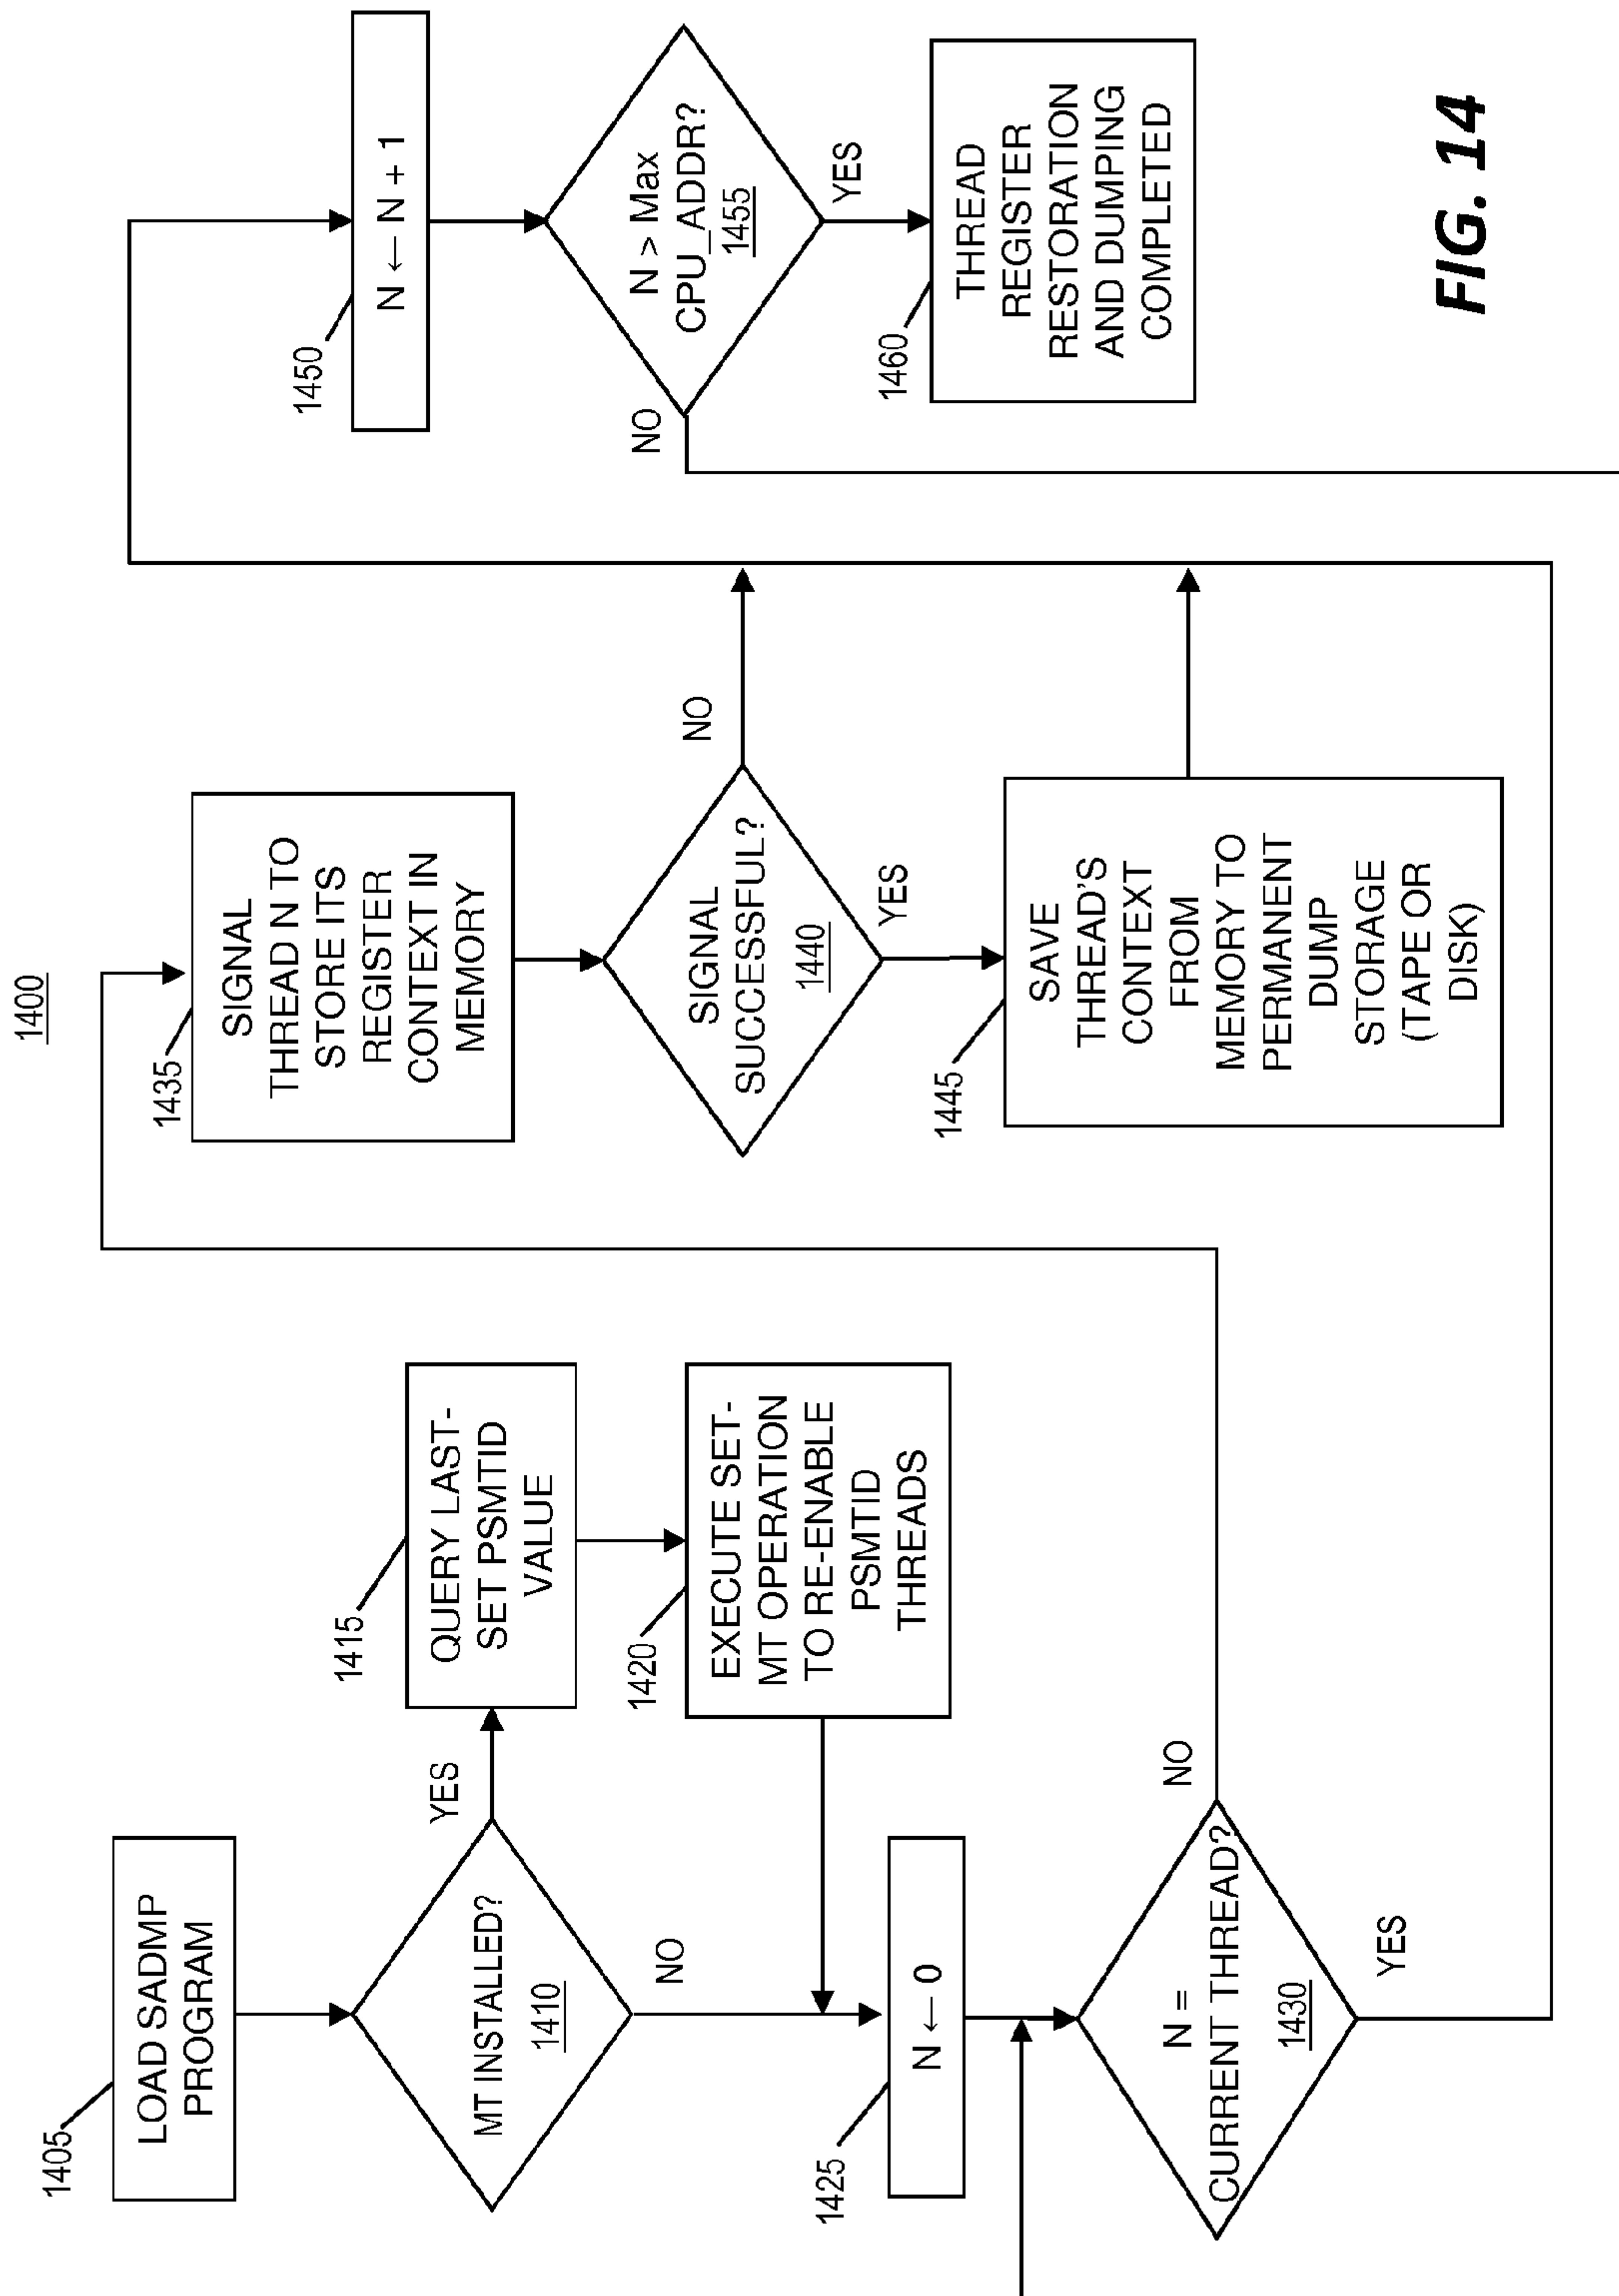 1400
1405
LOAD SADMP
PROGRAM
MT INSTALLED?
1410
YES
NO
1415
QUERY LAST-
SET PSMTID
VALUE
1420
EXECUTE SET-
MT OPERATION
TO RE-ENABLE
PSMTID
THREADS
1425
N ← 0
N =
CURRENT THREAD?
1430
NO
YES
1435
SIGNAL
THREAD N TO
STORE ITS
REGISTER
CONTEXT IN
MEMORY
SIGNAL
SUCCESSFUL?
1440
NO
YES
1445
SAVE
THREAD'S
CONTEXT
FROM
MEMORY TO
PERMANENT
DUMP
STORAGE
(TAPE OR
DISK)
1450
N ← N + 1
N > Max
CPU_ADDR?
1455
NO
YES
1460
THREAD
REGISTER
RESTORATION
AND DUMPING
COMPLETED
FIG. 14